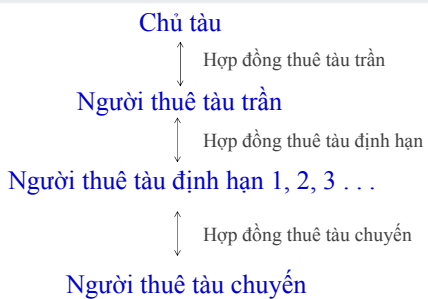 Chủ tàu
Hợp đồng thuê tàu trần
Người thuê tàu trần
Hợp đồng thuê tàu định hạn
Người thuê tàu định hạn 1, 2, 3 . . .
Hợp đồng thuê tàu chuyến
Người thuê tàu chuyến